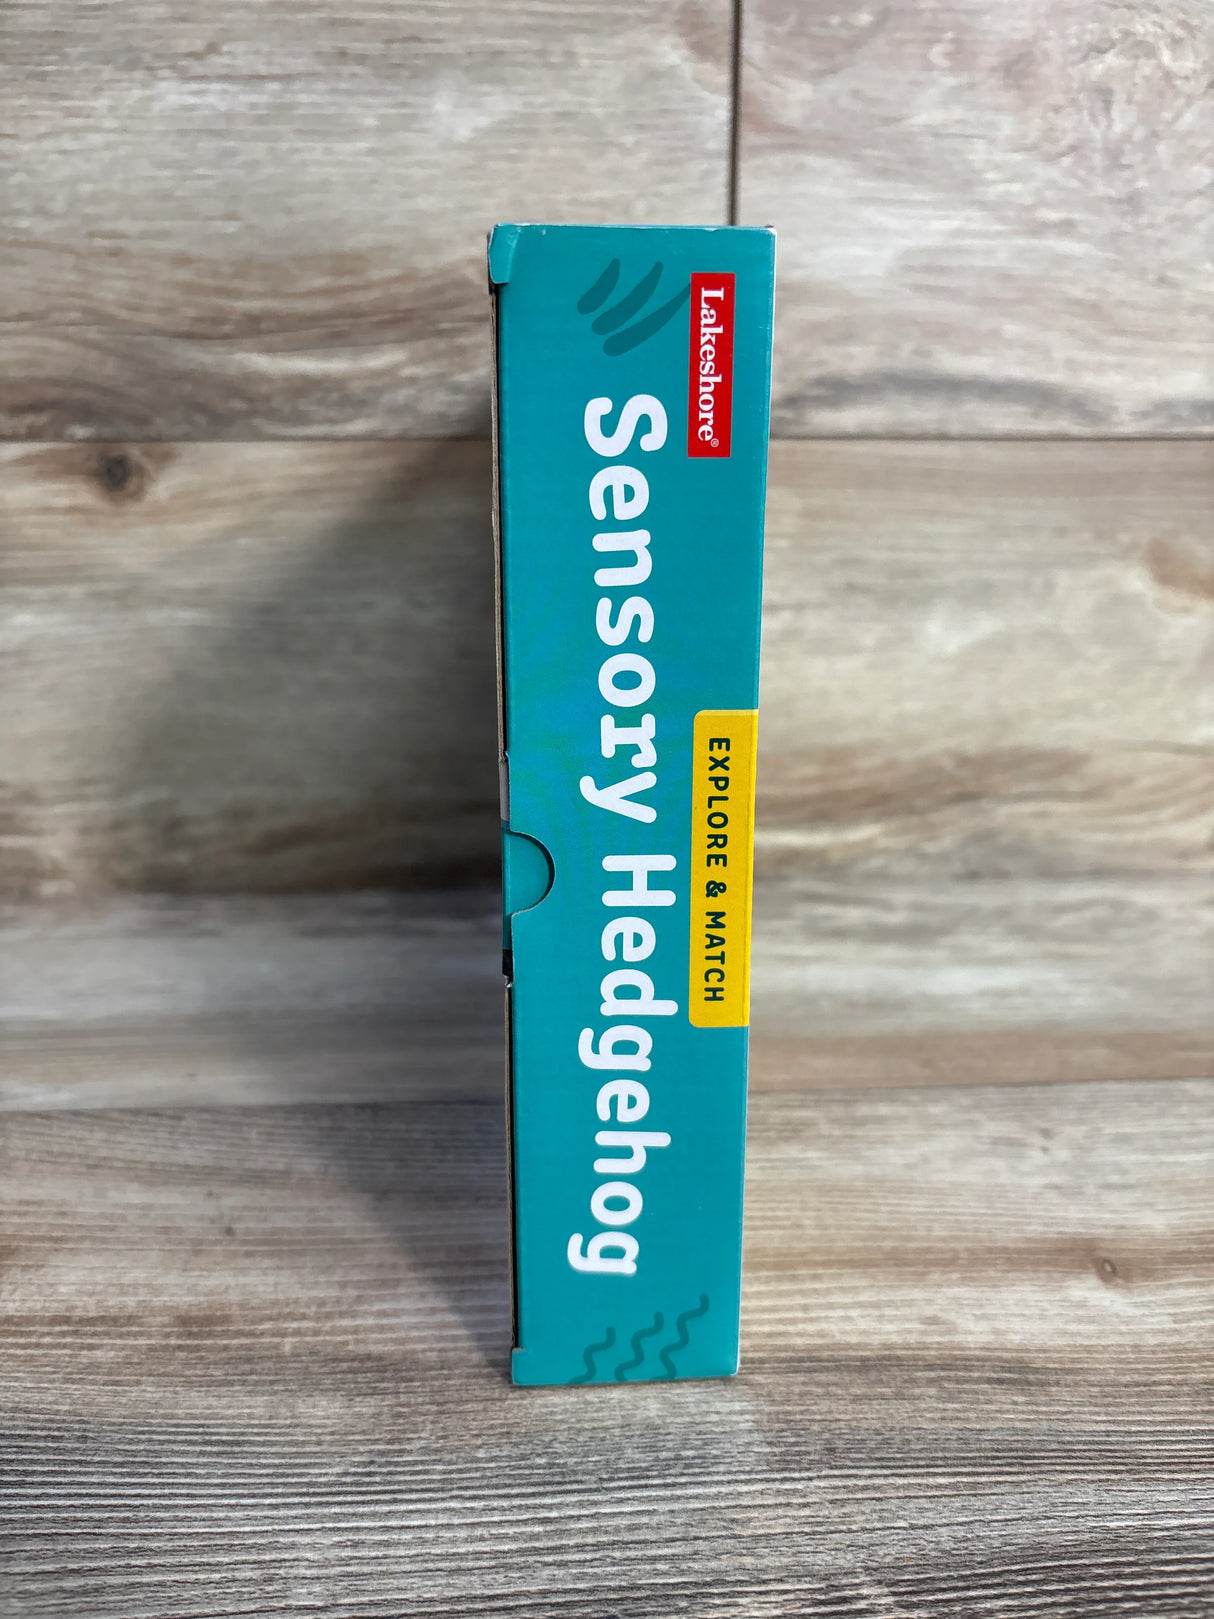 Lakeshore®
EXPLORE & MATCH
Sensory Hedgehog